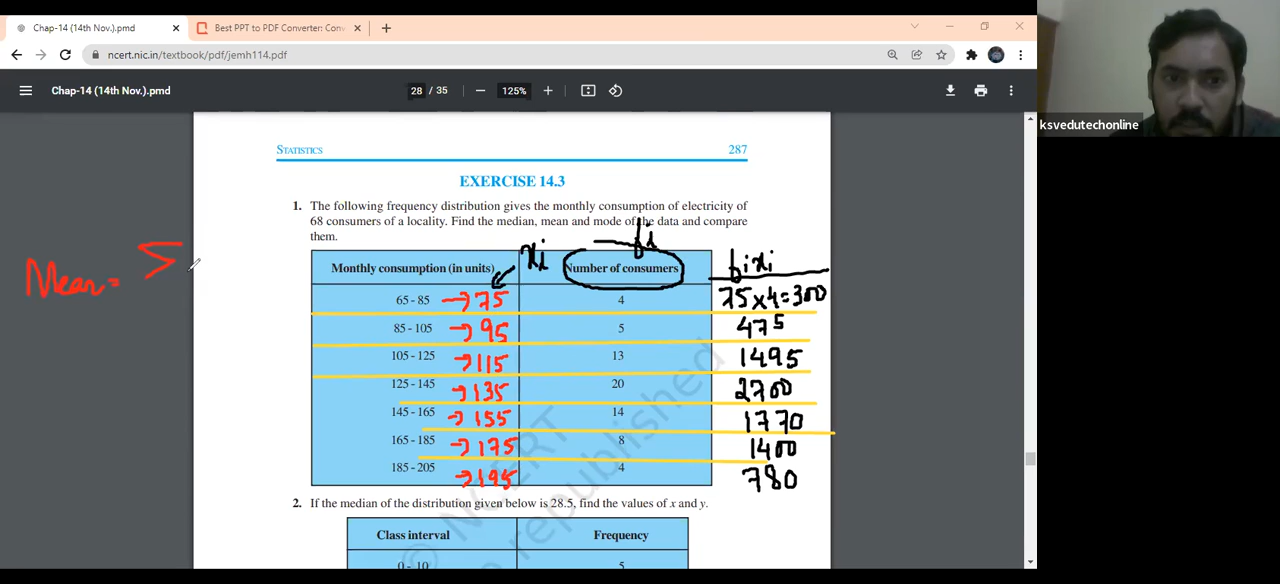 Chap-14 (14th Nov.).pmd
Best PPT to PDF Converter: Conv
ncert.nic.in/textbook/pdf/jemh114.pdf
Chap-14 (14th Nov.).pmd
28 / 35
125%
ksvedutechonline
STATISTICS 287
EXERCISE 14.3
1. The following frequency distribution gives the monthly consumption of electricity of
68 consumers of a locality. Find the median, mean and mode of the data and compare
them.
Mean = Σ
xi fi fixi
Monthly consumption (in units) Number of consumers
65 - 85 → 75 4 75 × 4 = 300
85 - 105 → 95 5 475
105 - 125 → 115 13 1495
125 - 145 → 135 20 2700
145 - 165 → 155 14 1770
165 - 185 → 175 8 1400
185 - 205 → 195 4 780
2. If the median of the distribution given below is 28.5, find the values of x and y.
Class interval Frequency
0 - 10 5
© NCERT
republished